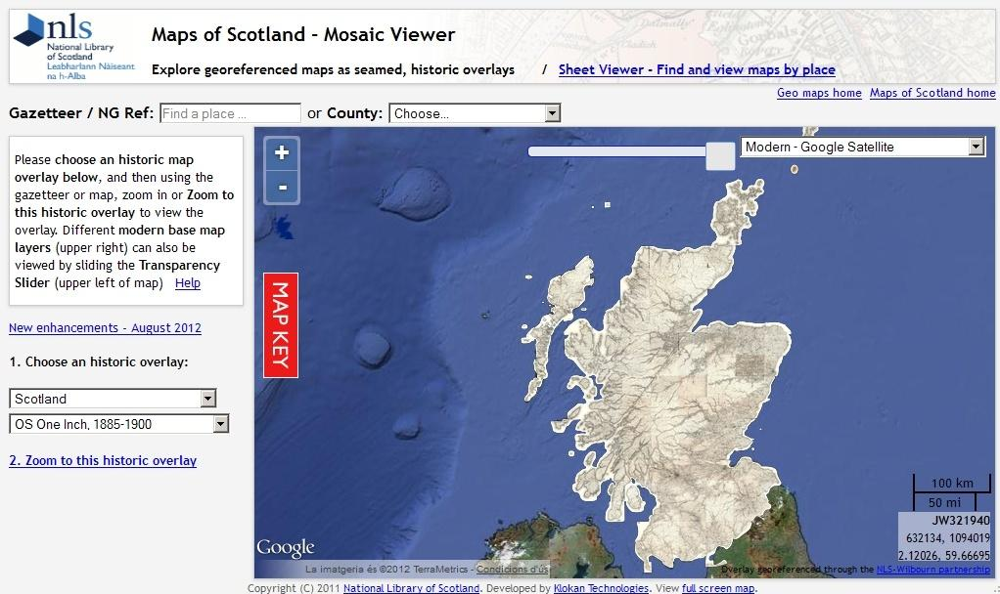 nls
National Library
of Scotland
Leabharlann Nàiseanta
na h-Alba
Maps of Scotland - Mosaic Viewer
Explore georeferenced maps as seamed, historic overlays / Sheet Viewer - Find and view maps by place
Geo maps home Maps of Scotland home
Gazetteer / NG Ref: Find a place ... or County: Choose...
Please choose an historic map
overlay below, and then using the
gazetteer or map, zoom in or Zoom to
this historic overlay to view the
overlay. Different modern base map
layers (upper right) can also be
viewed by sliding the Transparency
Slider (upper left of map) Help
New enhancements - August 2012
1. Choose an historic overlay:
Scotland
OS One Inch, 1885-1900
2. Zoom to this historic overlay
+
-
MAP KEY
Modern - Google Satellite
100 km
50 mi
JW321940
632134, 1094019
2.12026, 59.66695
Google
La imatgeria és ©2012 TerraMetrics - Condicions d'ús
Overlay georeferenced through the NLS-Wilbourn partnership
Copyright (C) 2011 National Library of Scotland. Developed by Klokan Technologies. View full screen map.